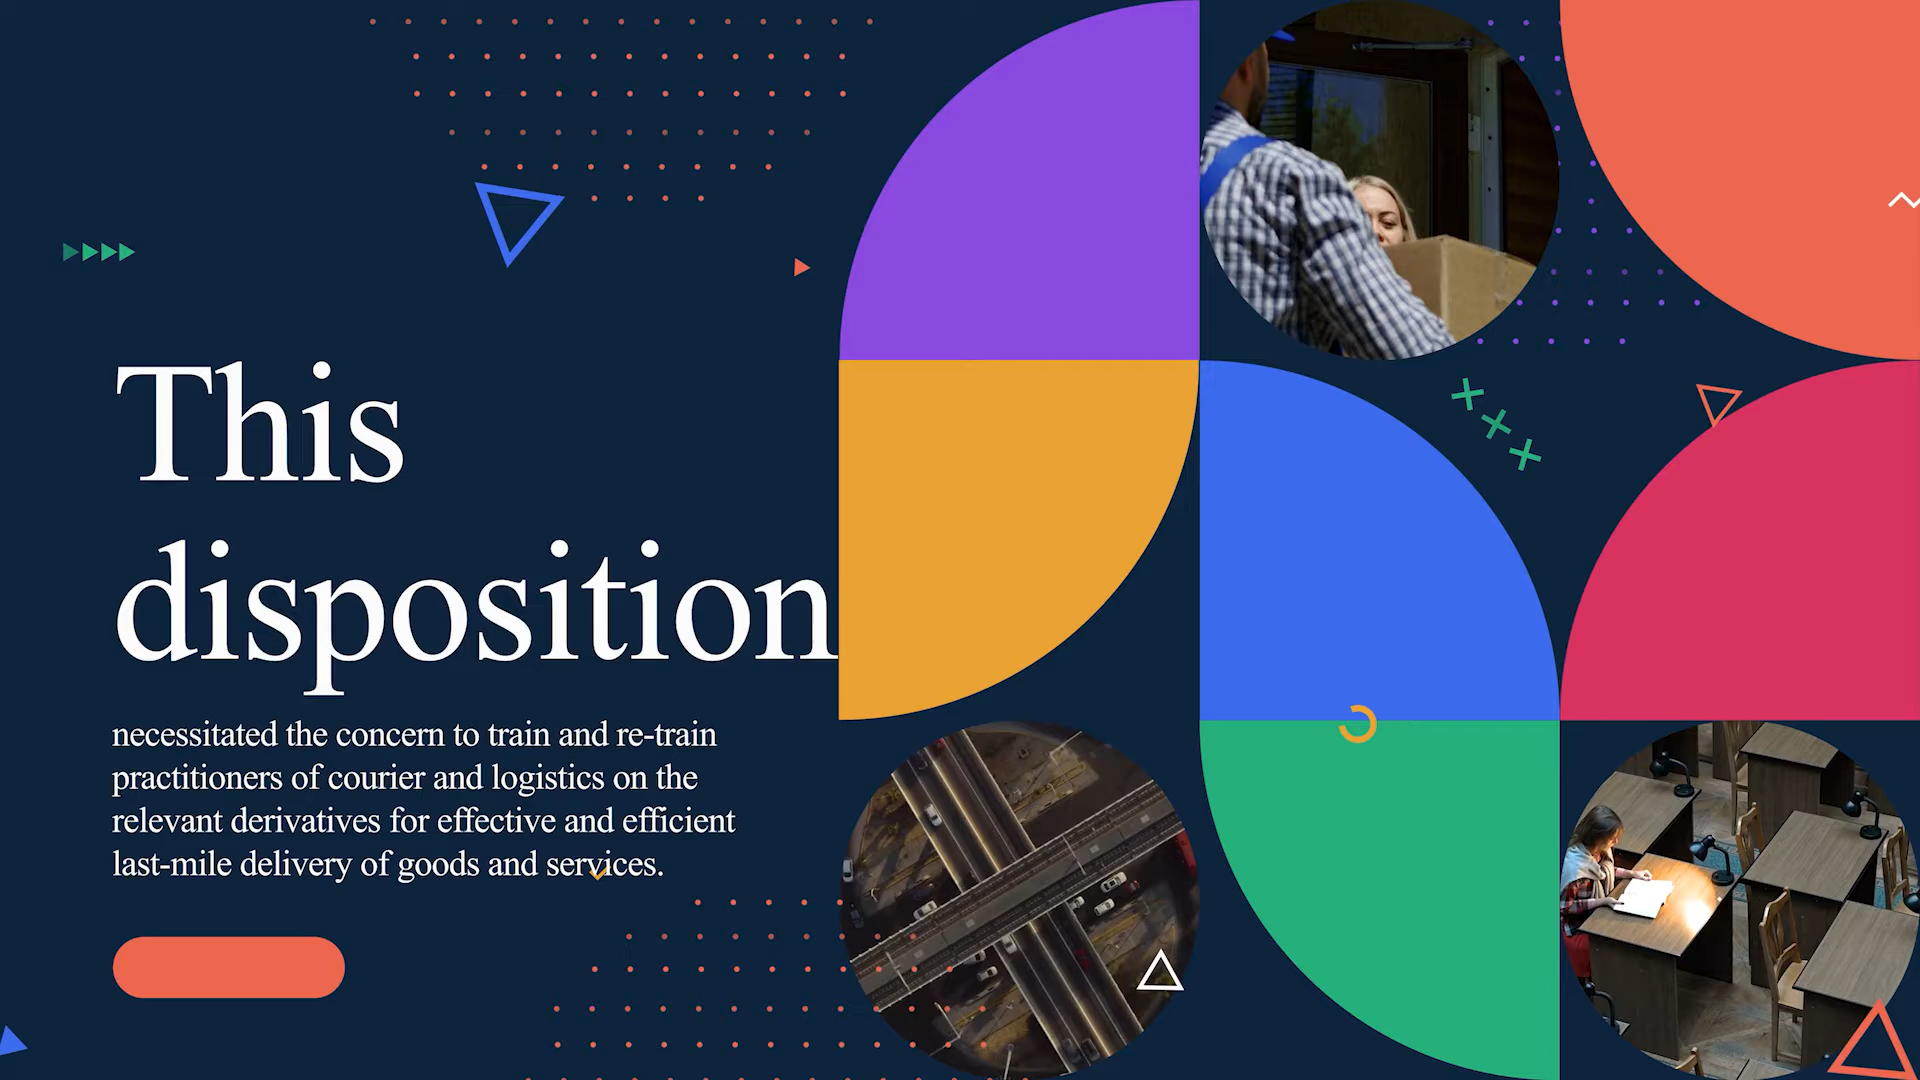 This
disposition
necessitated the concern to train and re-train
practitioners of courier and logistics on the
relevant derivatives for effective and efficient
last-mile delivery of goods and services.